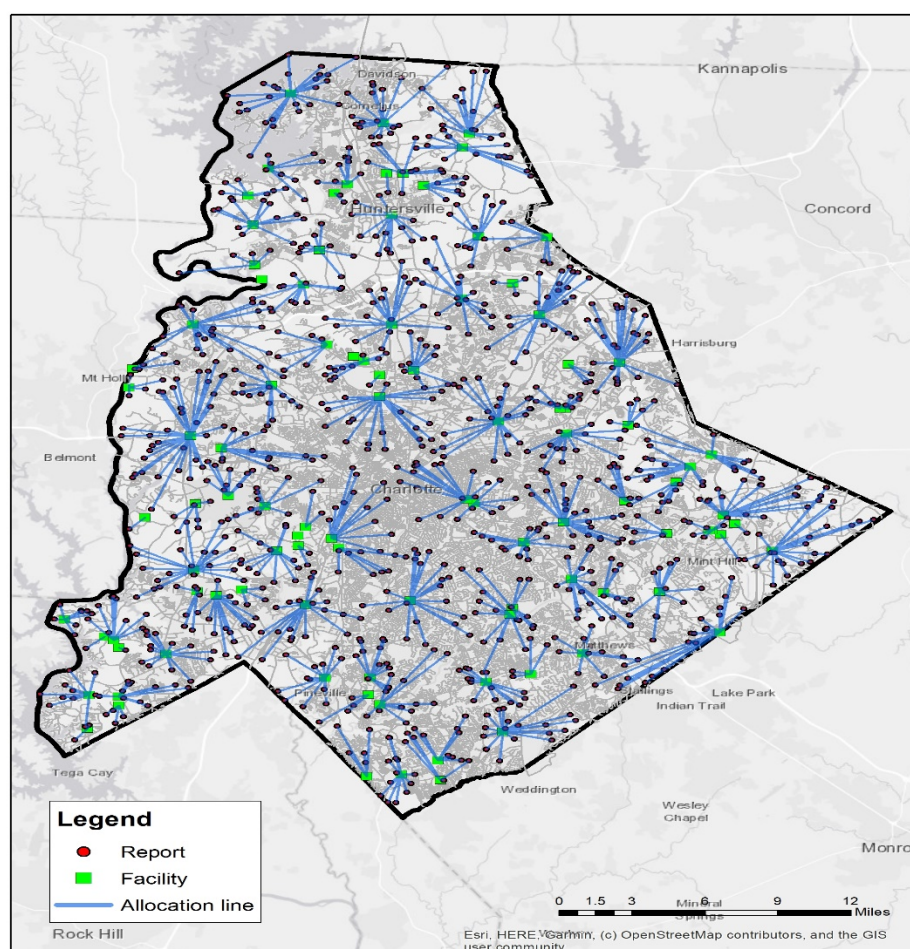 Kannapolis
Davidson
Cornelius
Concord
Huntersville
Harrisburg
Mt Holl
Belmont
Charlotte
Mint Hill
Matthews
Pineville
Stallings
Lake Park
Indian Trail
Tega Cay
Weddington
Wesley
Chapel
Monro
Legend
Report
Facility
Allocation line
0 1.5 3 6 9 12
Miles
Mineral
Springs
Rock Hill
Esri, HERE, Garmin, (c) OpenStreetMap contributors, and the GIS
user community